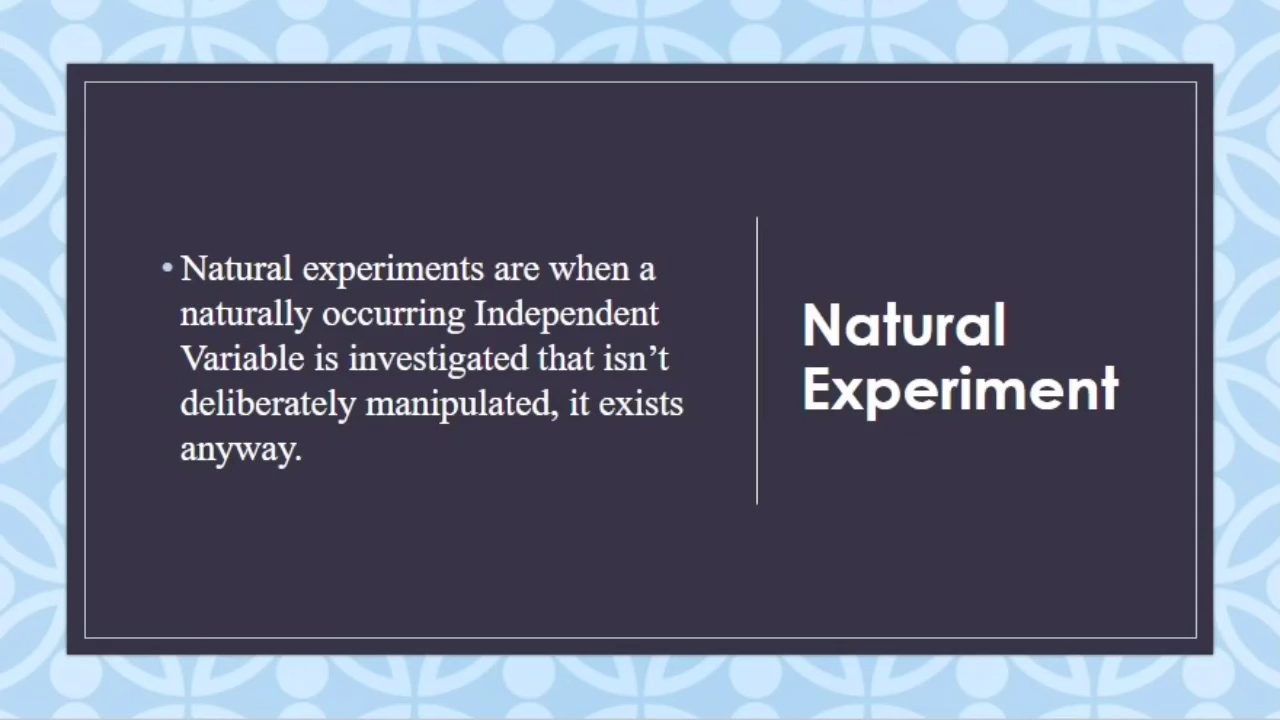 • Natural experiments are when a
naturally occurring Independent
Variable is investigated that isn’t
deliberately manipulated, it exists
anyway.
Natural
Experiment